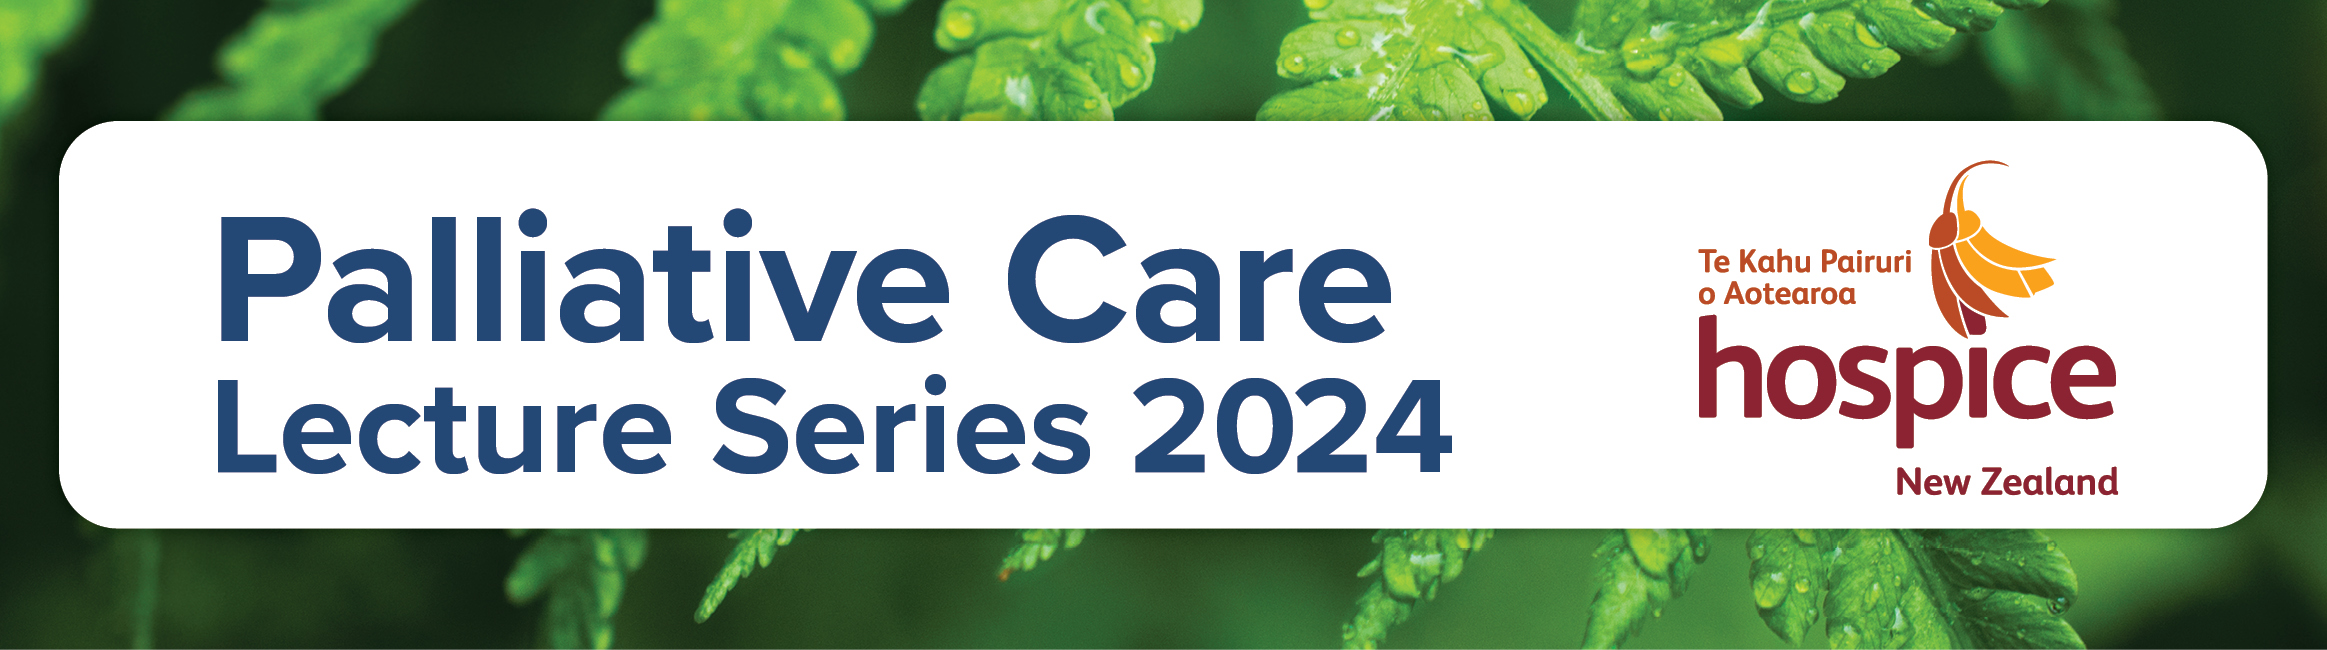 Palliative Care
Lecture Series 2024
Te Kahu Pairuri
o Aotearoa
hospice
New Zealand